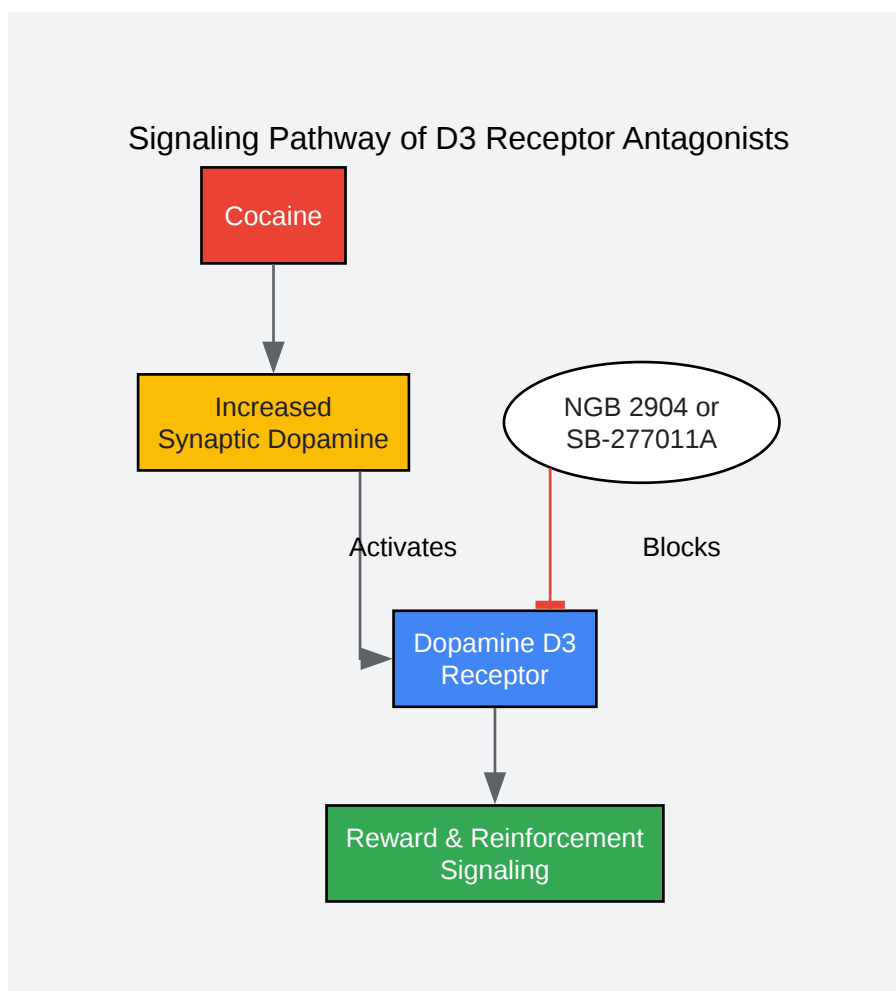 Signaling Pathway of D3 Receptor Antagonists
Cocaine
Increased
Synaptic Dopamine
NGB 2904 or
SB-277011A
Activates
Blocks
Dopamine D3
Receptor
Reward & Reinforcement
Signaling